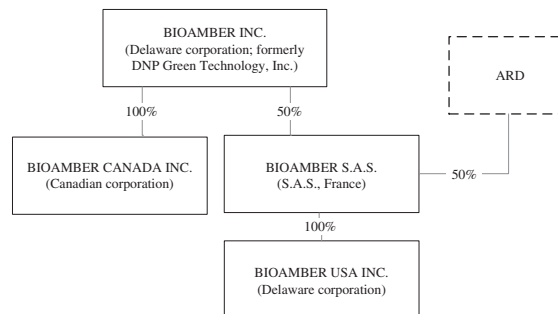 BIOAMBER INC.
(Delaware corporation; formerly
DNP Green Technology, Inc.)
ARD
100%
50%
BIOAMBER CANADA INC.
(Canadian corporation)
BIOAMBER S.A.S.
(S.A.S., France)
50%
100%
BIOAMBER USA INC.
(Delaware corporation)